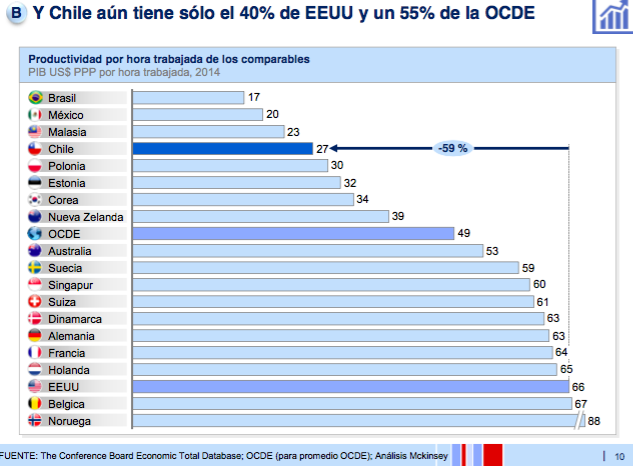 B Y Chile aún tiene sólo el 40% de EEUU y un 55% de la OCDE
Productividad por hora trabajada de los comparables
PIB US$ PPP por hora trabajada, 2014
Brasil 17
México 20
Malasia 23
Chile 27 -59 %
Polonia 30
Estonia 32
Corea 34
Nueva Zelanda 39
OCDE 49
Australia 53
Suecia 59
Singapur 60
Suiza 61
Dinamarca 63
Alemania 63
Francia 64
Holanda 65
EEUU 66
Belgica 67
Noruega 88
FUENTE: The Conference Board Economic Total Database; OCDE (para promedio OCDE); Análisis Mckinsey | 10